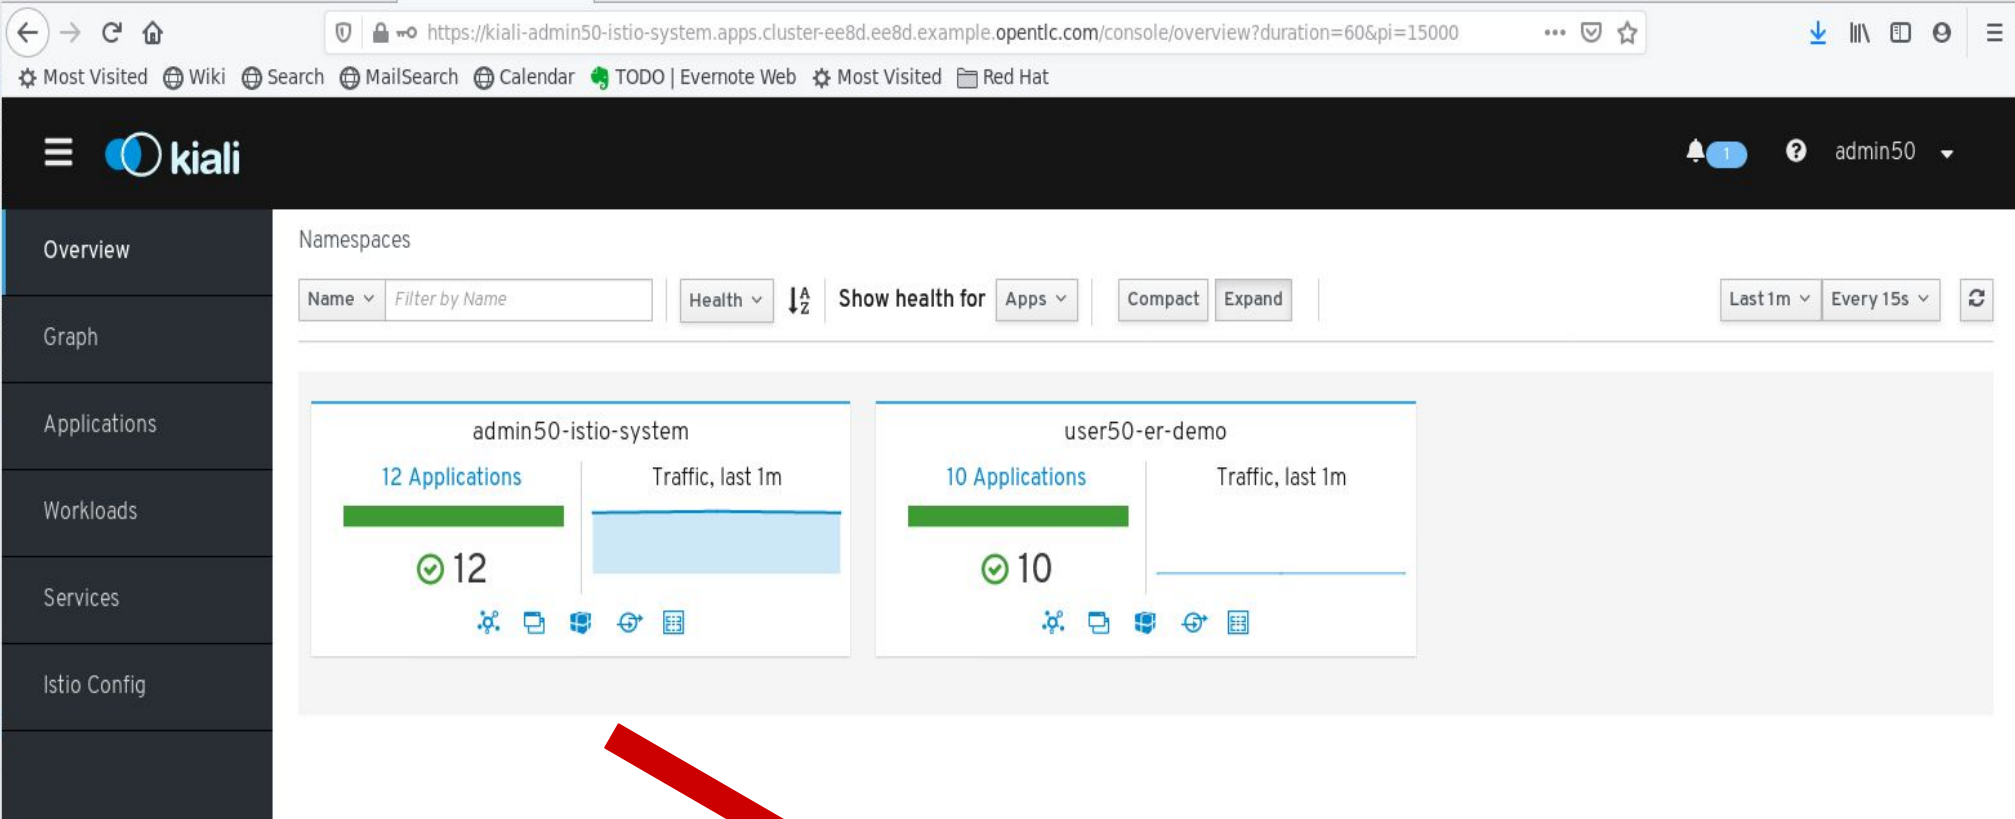 https://kiali-admin50-istio-system.apps.cluster-ee8d.ee8d.example.opentlc.com/console/overview?duration=60&pi=15000
Most Visited Wiki Search MailSearch Calendar TODO | Evernote Web Most Visited Red Hat
kiali 1 admin50
Overview
Graph
Applications
Workloads
Services
Istio Config
Namespaces
Name Filter by Name Health Show health for Apps Compact Expand Last 1m Every 15s
admin50-istio-system
12 Applications Traffic, last 1m
12
user50-er-demo
10 Applications Traffic, last 1m
10